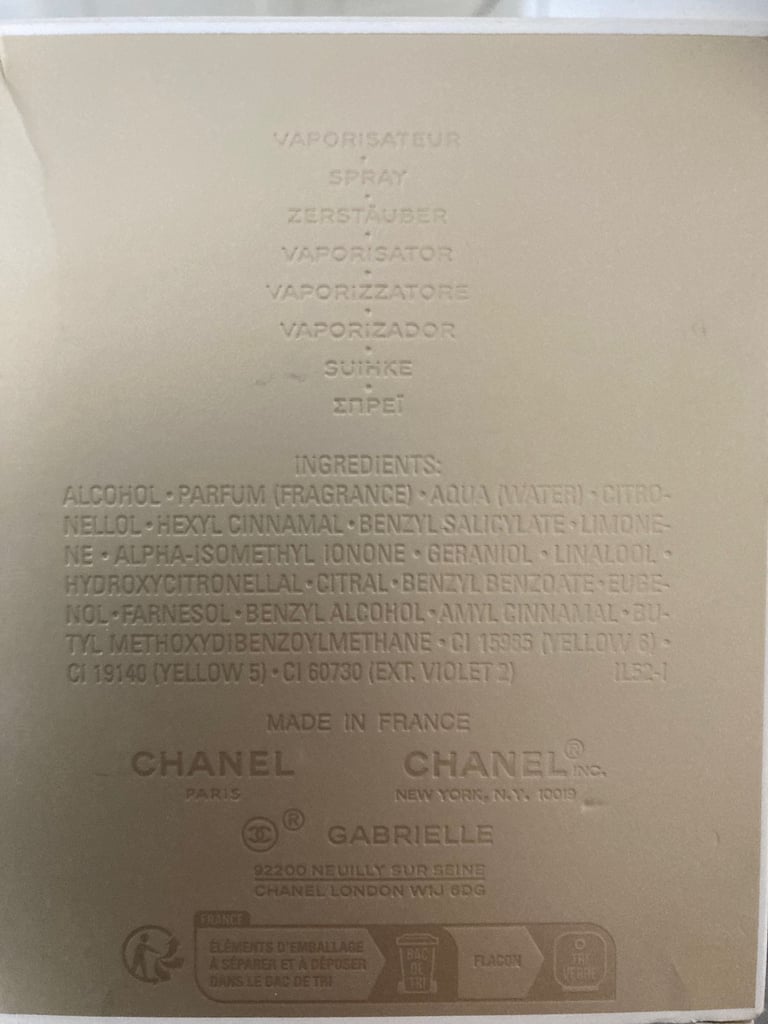 VAPORISATEUR
•
SPRAY
•
ZERSTÄUBER
•
VAPORISATOR
•
VAPORIZZATORE
•
VAPORIZADOR
•
SUIHKE
•
ΣΠΡΕΪ
INGREDIENTS:
ALCOHOL • PARFUM (FRAGRANCE) • AQUA (WATER) • CITRO-
NELLOL • HEXYL CINNAMAL • BENZYL SALICYLATE • LIMONE-
NE • ALPHA-ISOMETHYL IONONE • GERANIOL • LINALOOL •
HYDROXYCITRONELLAL • CITRAL • BENZYL BENZOATE • EUGE-
NOL • FARNESOL • BENZYL ALCOHOL • AMYL CINNAMAL • BU-
TYL METHOXYDIBENZOYLMETHANE • CI 15985 (YELLOW 6) •
CI 19140 (YELLOW 5) • CI 60730 (EXT. VIOLET 2) IL52-I
MADE IN FRANCE
CHANEL CHANEL® INC.
PARIS NEW YORK, N.Y. 10019
® GABRIELLE
92200 NEUILLY SUR SEINE
CHANEL LONDON W1J 6DG
FRANCE
ÉLÉMENTS D'EMBALLAGE
À SÉPARER ET À DÉPOSER
DANS LE BAC DE TRI
BAC
DE
TRI
FLACON
TRI
VERRE